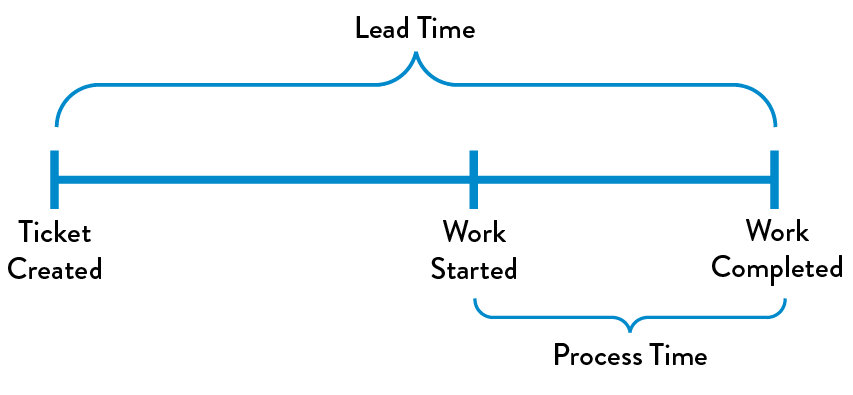 Lead Time
Ticket
Created
Work
Started
Work
Completed
Process Time